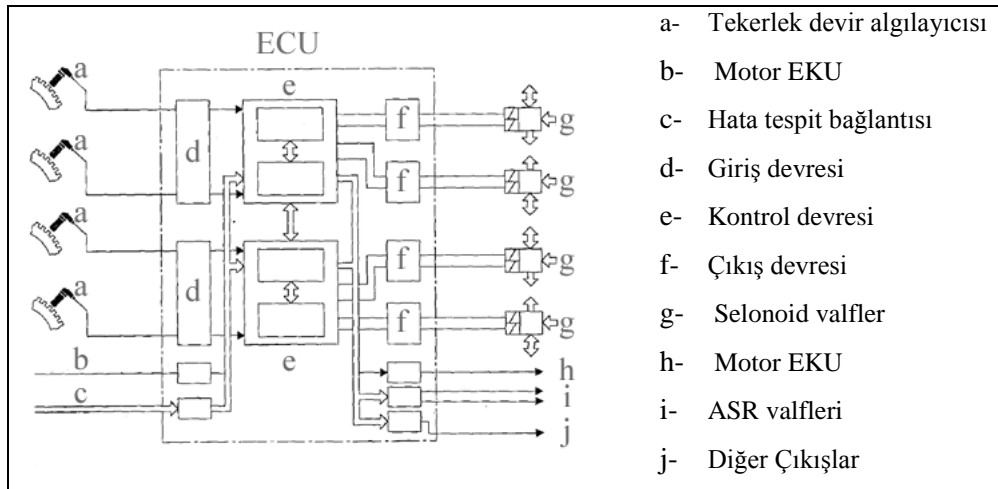 ECU
a
a
a
a
b
c
d
d
e
e
f
f
f
f
g
g
g
g
h
i
j
a- Tekerlek devir algılayıcısı
b- Motor EKU
c- Hata tespit bağlantısı
d- Giriş devresi
e- Kontrol devresi
f- Çıkış devresi
g- Selonoid valfler
h- Motor EKU
i- ASR valfleri
j- Diğer Çıkışlar